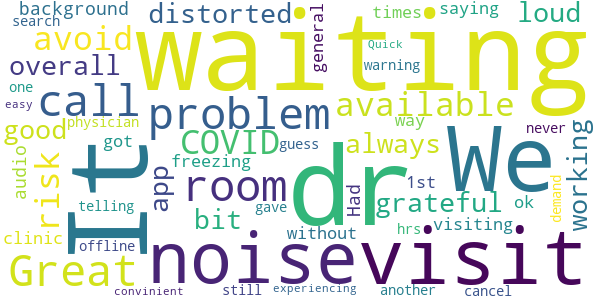 background
search
distorted
general
times
saying
loud
Quick
warning
waiting
avoid
overall
one
easy
call
problem
available
never
good
physician
COVID
guess
way
always
We
working
It
got
freezing
dr
audio
risk
telling
app
room
gave
Had
1st
grateful
ok
demand
bit
hrs
visiting
clinic
offline
without
noise
visit
Great
convinient
still
experiencing
another
cancel